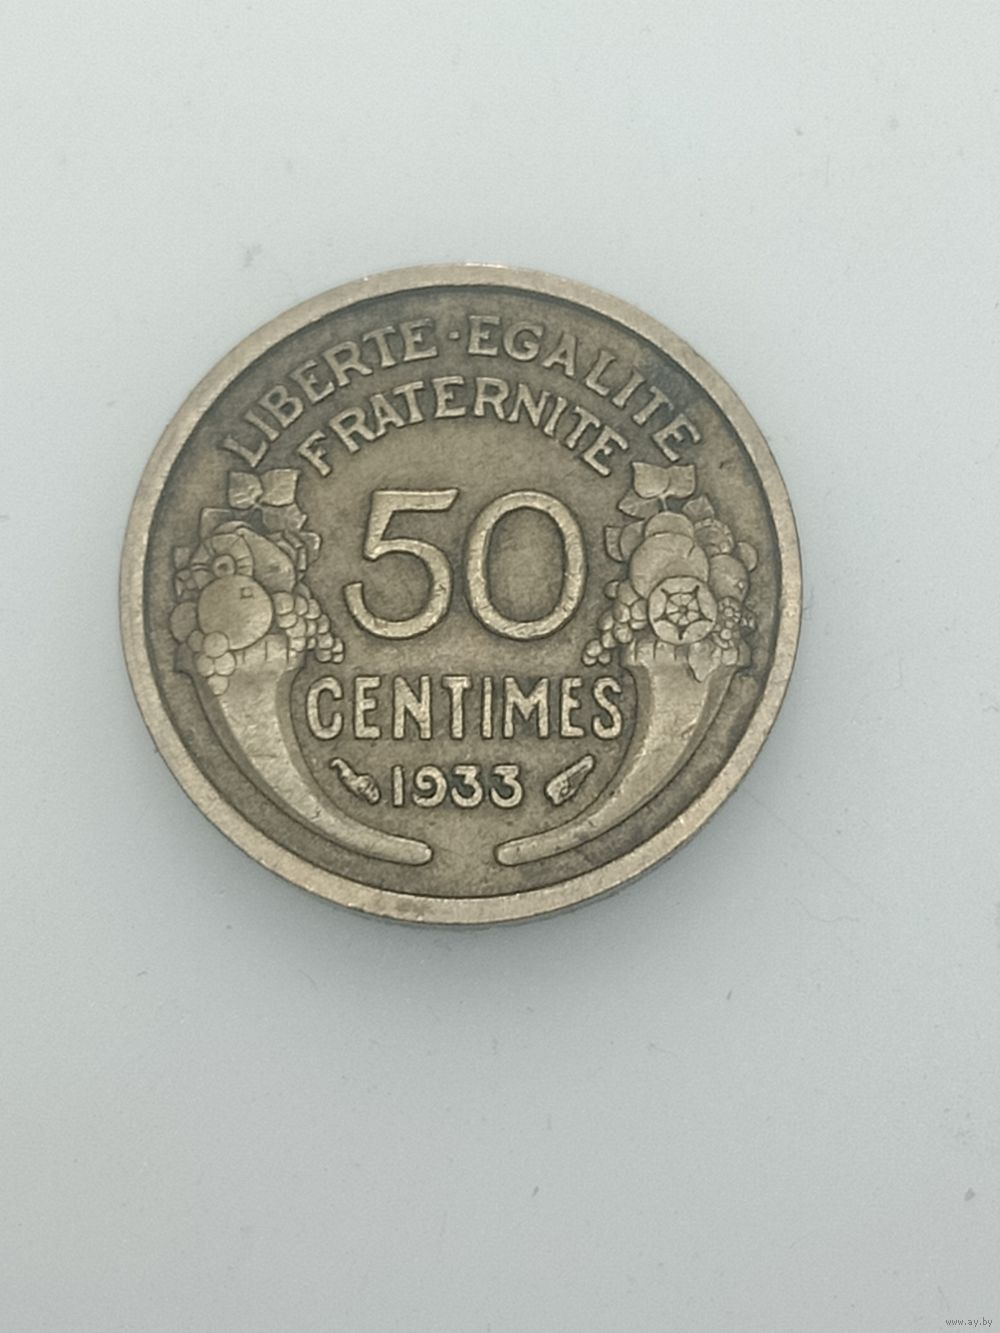 LIBERTE · EGALITE
FRATERNITE
50
CENTIMES
1933
www.ay.by